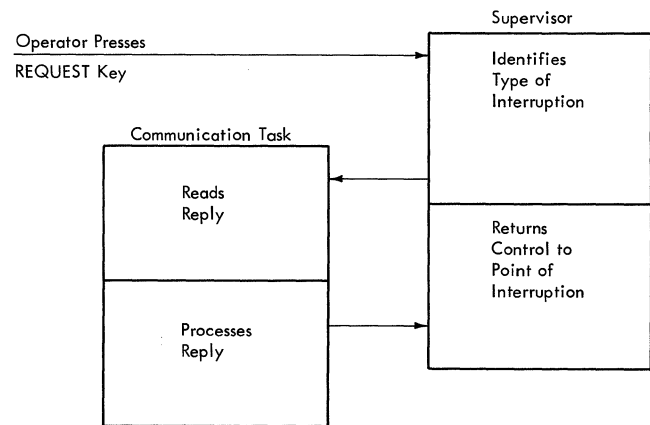 Supervisor
Operator Presses
REQUEST Key
Identifies
Type of
Interruption
Communication Task
Reads
Reply
Returns
Control to
Point of
Interruption
Processes
Reply